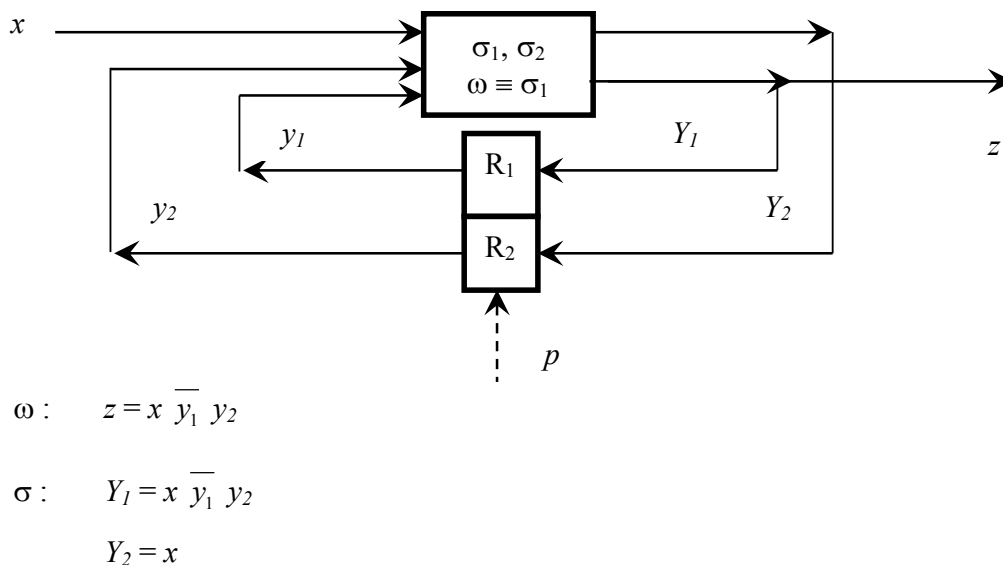 x
σ₁, σ₂
ω ≡ σ₁
y₁
R₁
Y₁
z
y₂
R₂
Y₂
p
ω : z = x y̅₁ y₂
σ : Y₁ = x y̅₁ y₂
Y₂ = x